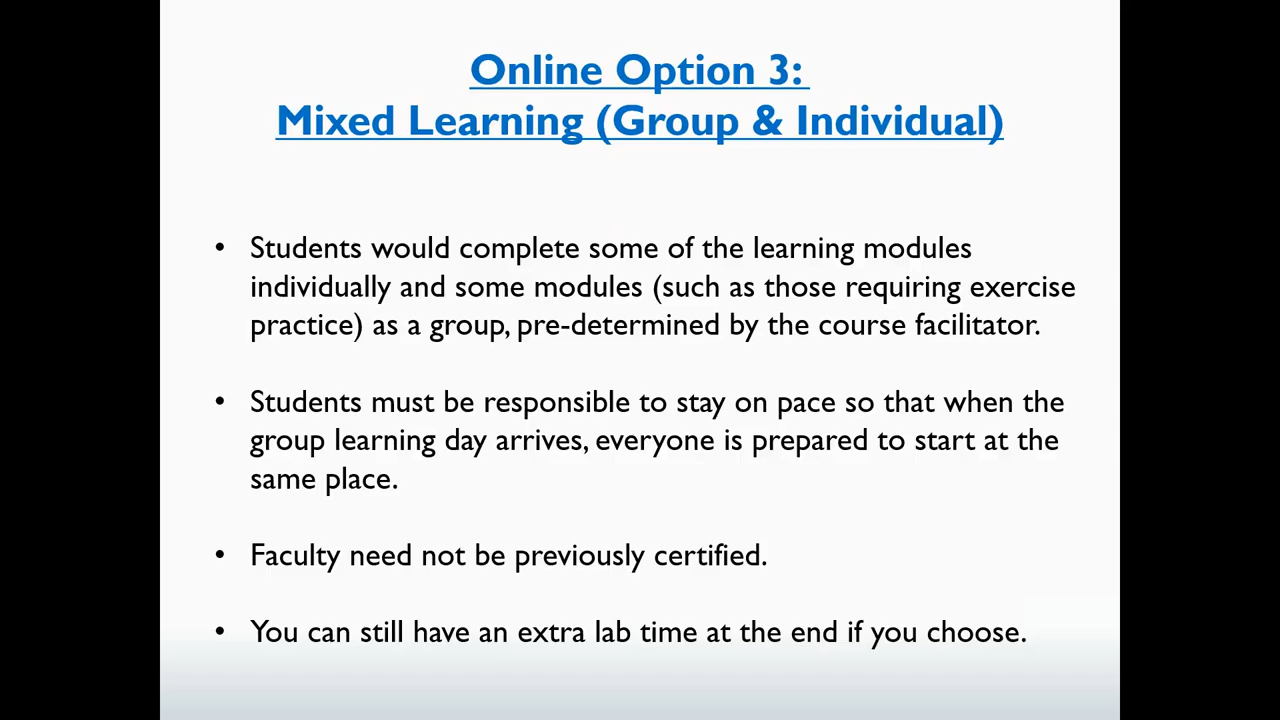 Online Option 3:
Mixed Learning (Group & Individual)
• Students would complete some of the learning modules
individually and some modules (such as those requiring exercise
practice) as a group, pre-determined by the course facilitator.
• Students must be responsible to stay on pace so that when the
group learning day arrives, everyone is prepared to start at the
same place.
• Faculty need not be previously certified.
• You can still have an extra lab time at the end if you choose.